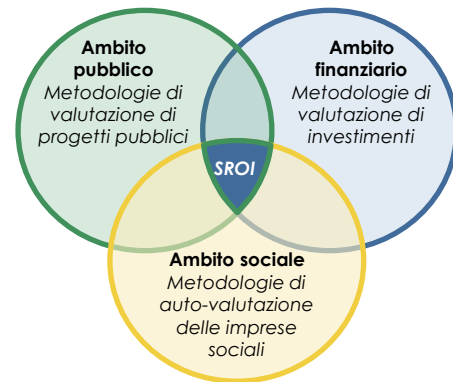 Ambito
pubblico
Metodologie di
valutazione di
progetti pubblici
Ambito
finanziario
Metodologie di
valutazione di
investimenti
SROI
Ambito sociale
Metodologie di
auto-valutazione
delle imprese
sociali